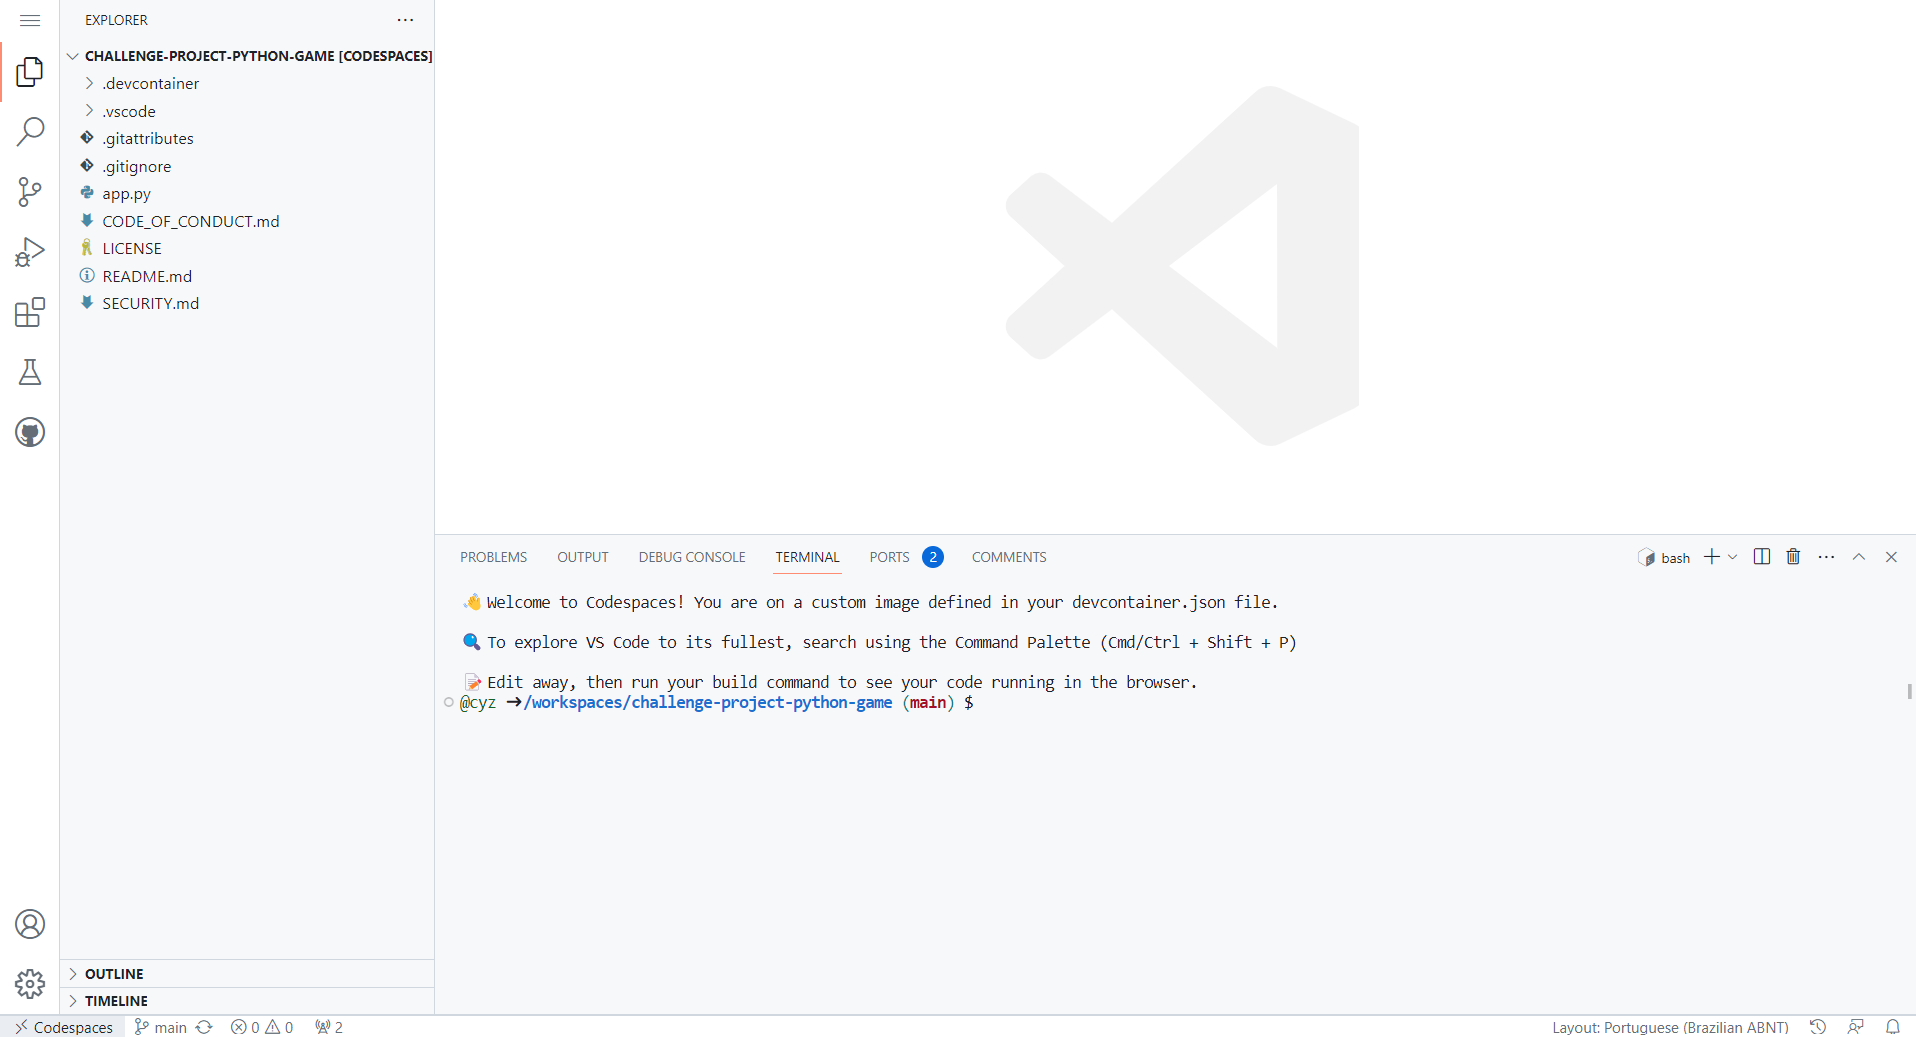 EXPLORER
CHALLENGE-PROJECT-PYTHON-GAME [CODESPACES]
.devcontainer
.vscode
.gitattributes
.gitignore
app.py
CODE_OF_CONDUCT.md
LICENSE
README.md
SECURITY.md
OUTLINE
TIMELINE
PROBLEMS OUTPUT DEBUG CONSOLE TERMINAL PORTS 2 COMMENTS
bash
👋 Welcome to Codespaces! You are on a custom image defined in your devcontainer.json file.
🔍 To explore VS Code to its fullest, search using the Command Palette (Cmd/Ctrl + Shift + P)
📝 Edit away, then run your build command to see your code running in the browser.
@cyz ➜/workspaces/challenge-project-python-game (main) $
Codespaces main 0 0 2
Layout: Portuguese (Brazilian ABNT)